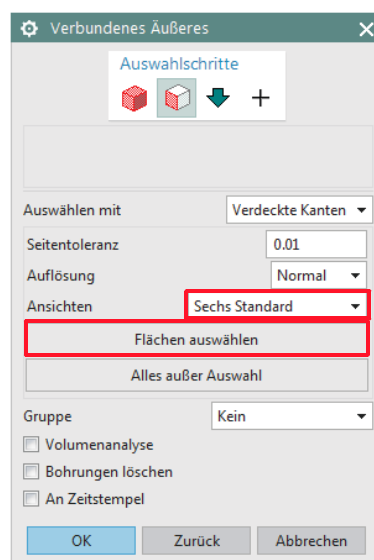 Verbundenes Äußeres
Auswahlschritte
Auswählen mit Verdeckte Kanten
Seitentoleranz 0.01
Auflösung Normal
Ansichten Sechs Standard
Flächen auswählen
Alles außer Auswahl
Gruppe Kein
Volumenanalyse
Bohrungen löschen
An Zeitstempel
OK Zurück Abbrechen